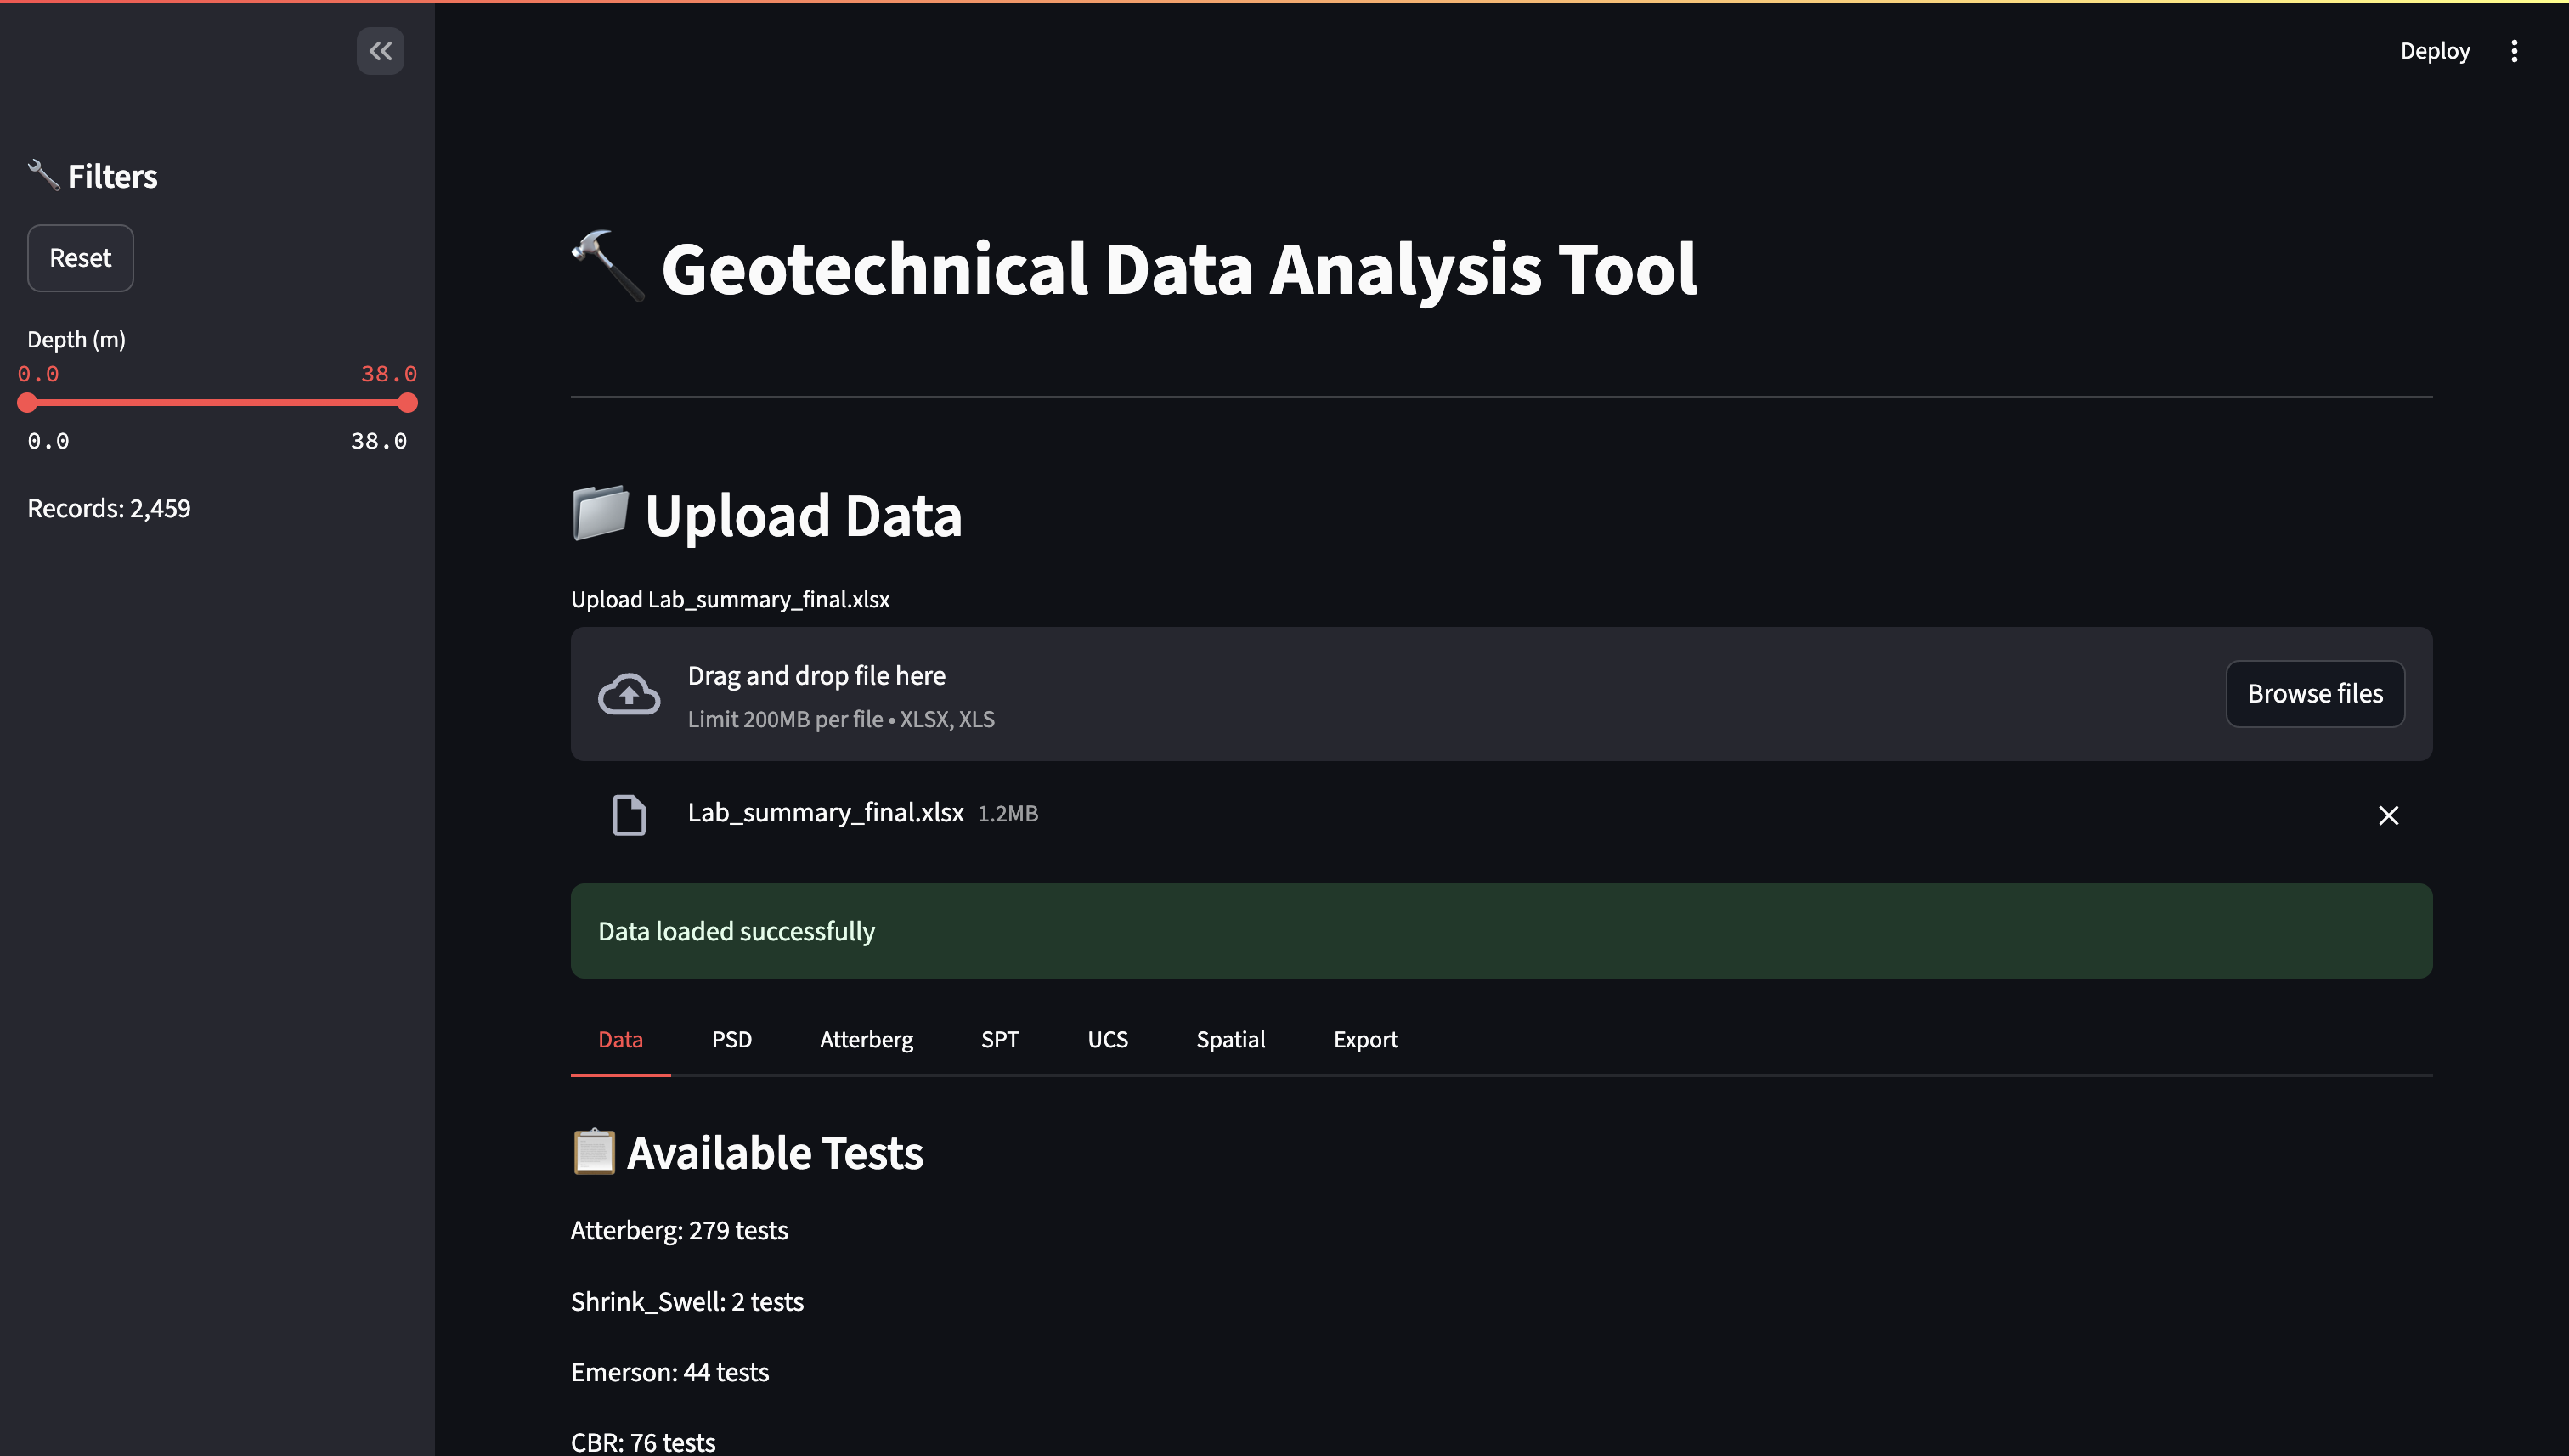 Deploy
Filters
Reset
Depth (m)
0.0 38.0
0.0 38.0
Records: 2,459
Geotechnical Data Analysis Tool
Upload Data
Upload Lab_summary_final.xlsx
Drag and drop file here
Limit 200MB per file • XLSX, XLS
Browse files
Lab_summary_final.xlsx 1.2MB
Data loaded successfully
Data PSD Atterberg SPT UCS Spatial Export
Available Tests
Atterberg: 279 tests
Shrink_Swell: 2 tests
Emerson: 44 tests
CBR: 76 tests